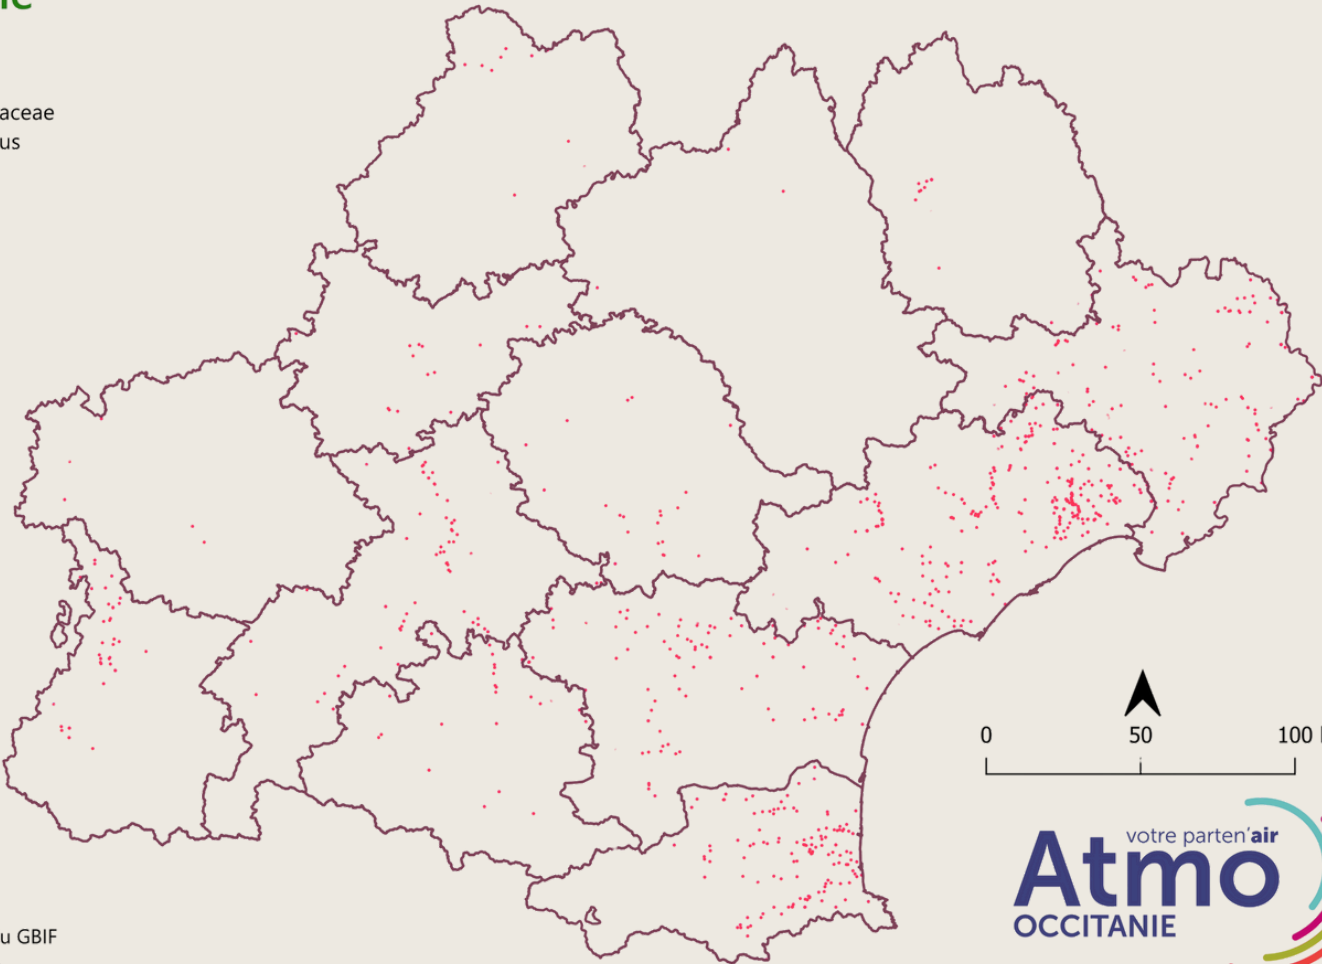 aceae
us
0 50 100
votre parten'air
Atmo
OCCITANIE
u GBIF